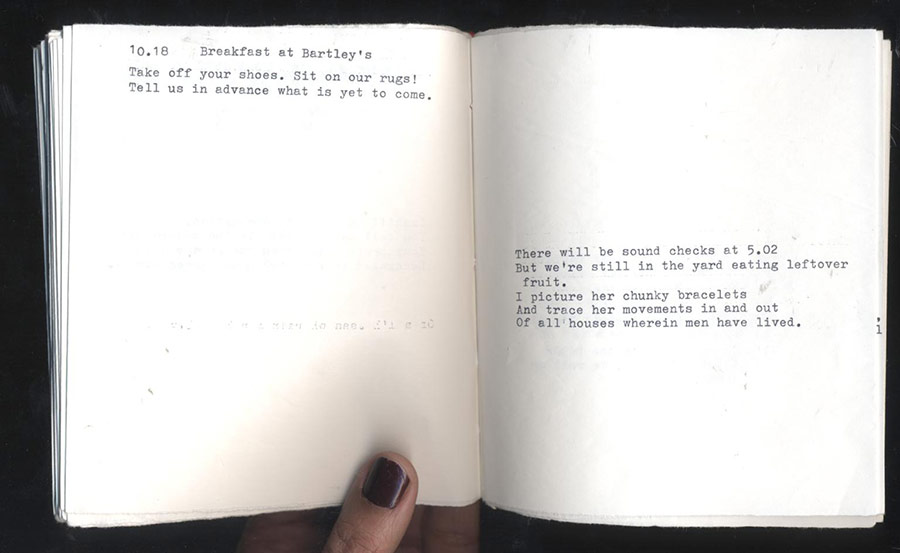 10.18 Breakfast at Bartley's
Take off your shoes. Sit on our rugs!
Tell us in advance what is yet to come.
There will be sound checks at 5.02
But we're still in the yard eating leftover
fruit.
I picture her chunky bracelets
And trace her movements in and out
Of all houses wherein men have lived.